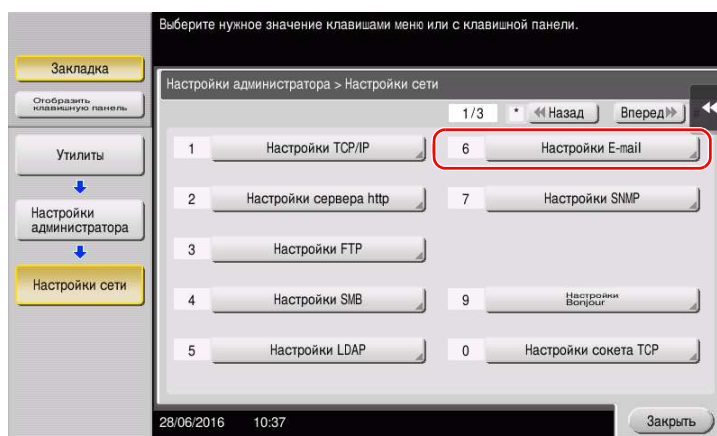 Выберите нужное значение клавишами меню или с клавишной панели.
Закладка
Отобразить
клавишную панель
Утилиты
Настройки
администратора
Настройки сети
Настройки администратора > Настройки сети
1/3 * Назад Вперед
1 Настройки TCP/IP
6 Настройки E-mail
2 Настройки сервера http
7 Настройки SNMP
3 Настройки FTP
4 Настройки SMB
9 Настройки
Bonjour
5 Настройки LDAP
0 Настройки сокета TCP
28/06/2016 10:37
Закрыть